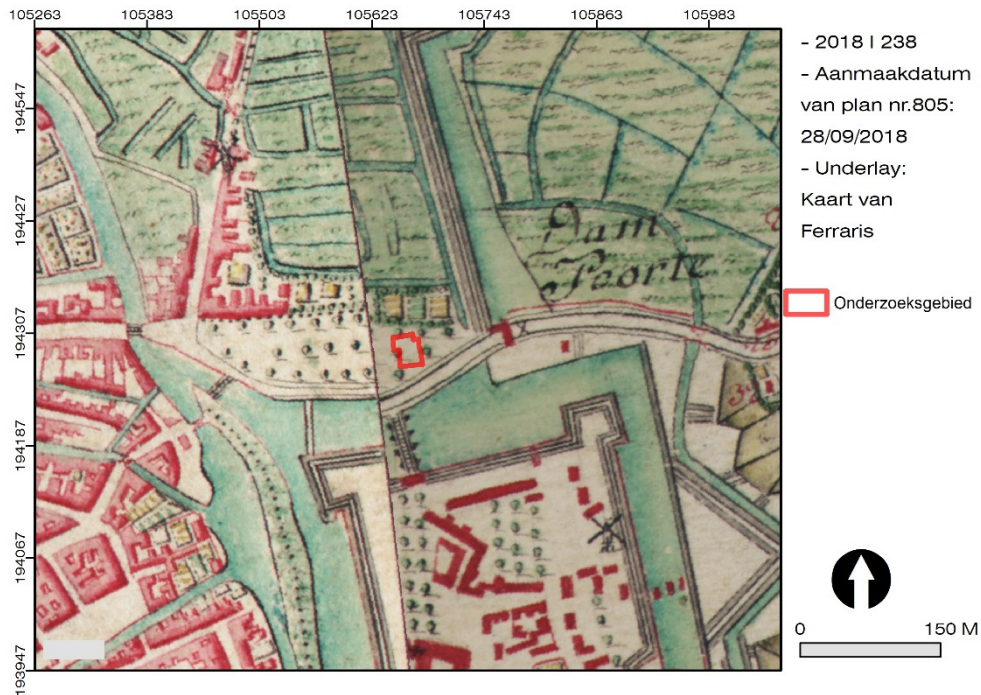 105263 105383 105503 105623 105743 105863 105983
194547
194427
194307
194187
194067
193947
Dam
Poorte
- 2018 I 238
- Aanmaakdatum
van plan nr.805:
28/09/2018
- Underlay:
Kaart van
Ferraris
Onderzoeksgebied
0 150 M